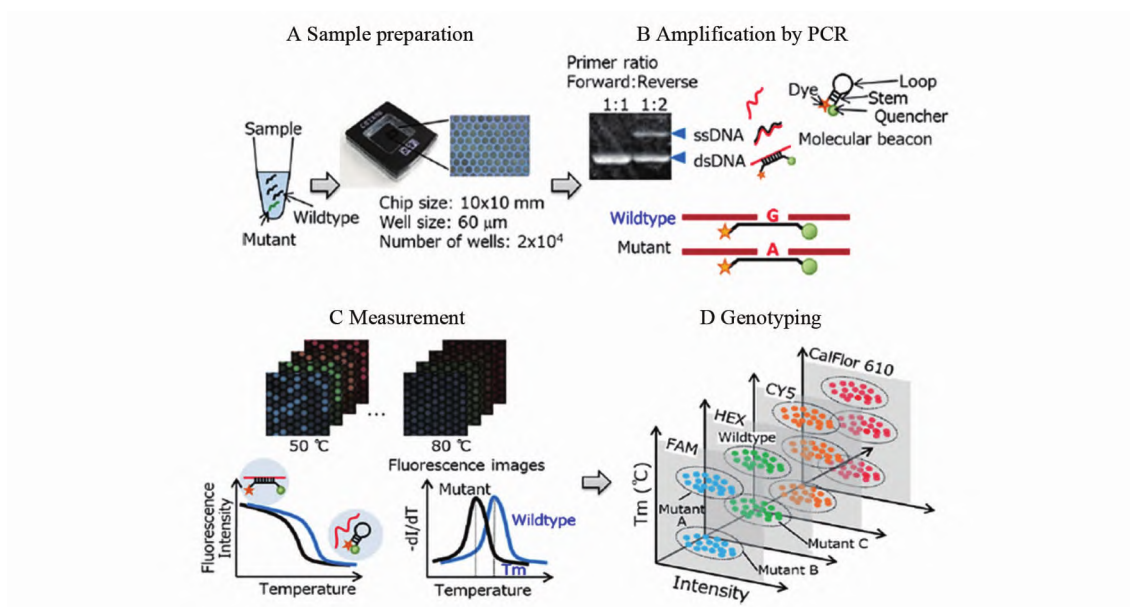 A Sample preparation
Sample
Wildtype
Mutant
Chip size: 10x10 mm
Well size: 60 μm
Number of wells: 2x10⁴
B Amplification by PCR
Primer ratio
Forward:Reverse
1:1 1:2
ssDNA
dsDNA
Dye
Loop
Stem
Quencher
Molecular beacon
Wildtype
G
Mutant
A
C Measurement
50 ℃
...
80 ℃
Fluorescence images
Fluorescence
Intensity
Temperature
-dI/dT
Mutant
Wildtype
Tm
Temperature
D Genotyping
CalFlor 610
CY5
HEX
Wildtype
FAM
Tm (℃)
Mutant
A
Mutant C
Mutant B
Intensity